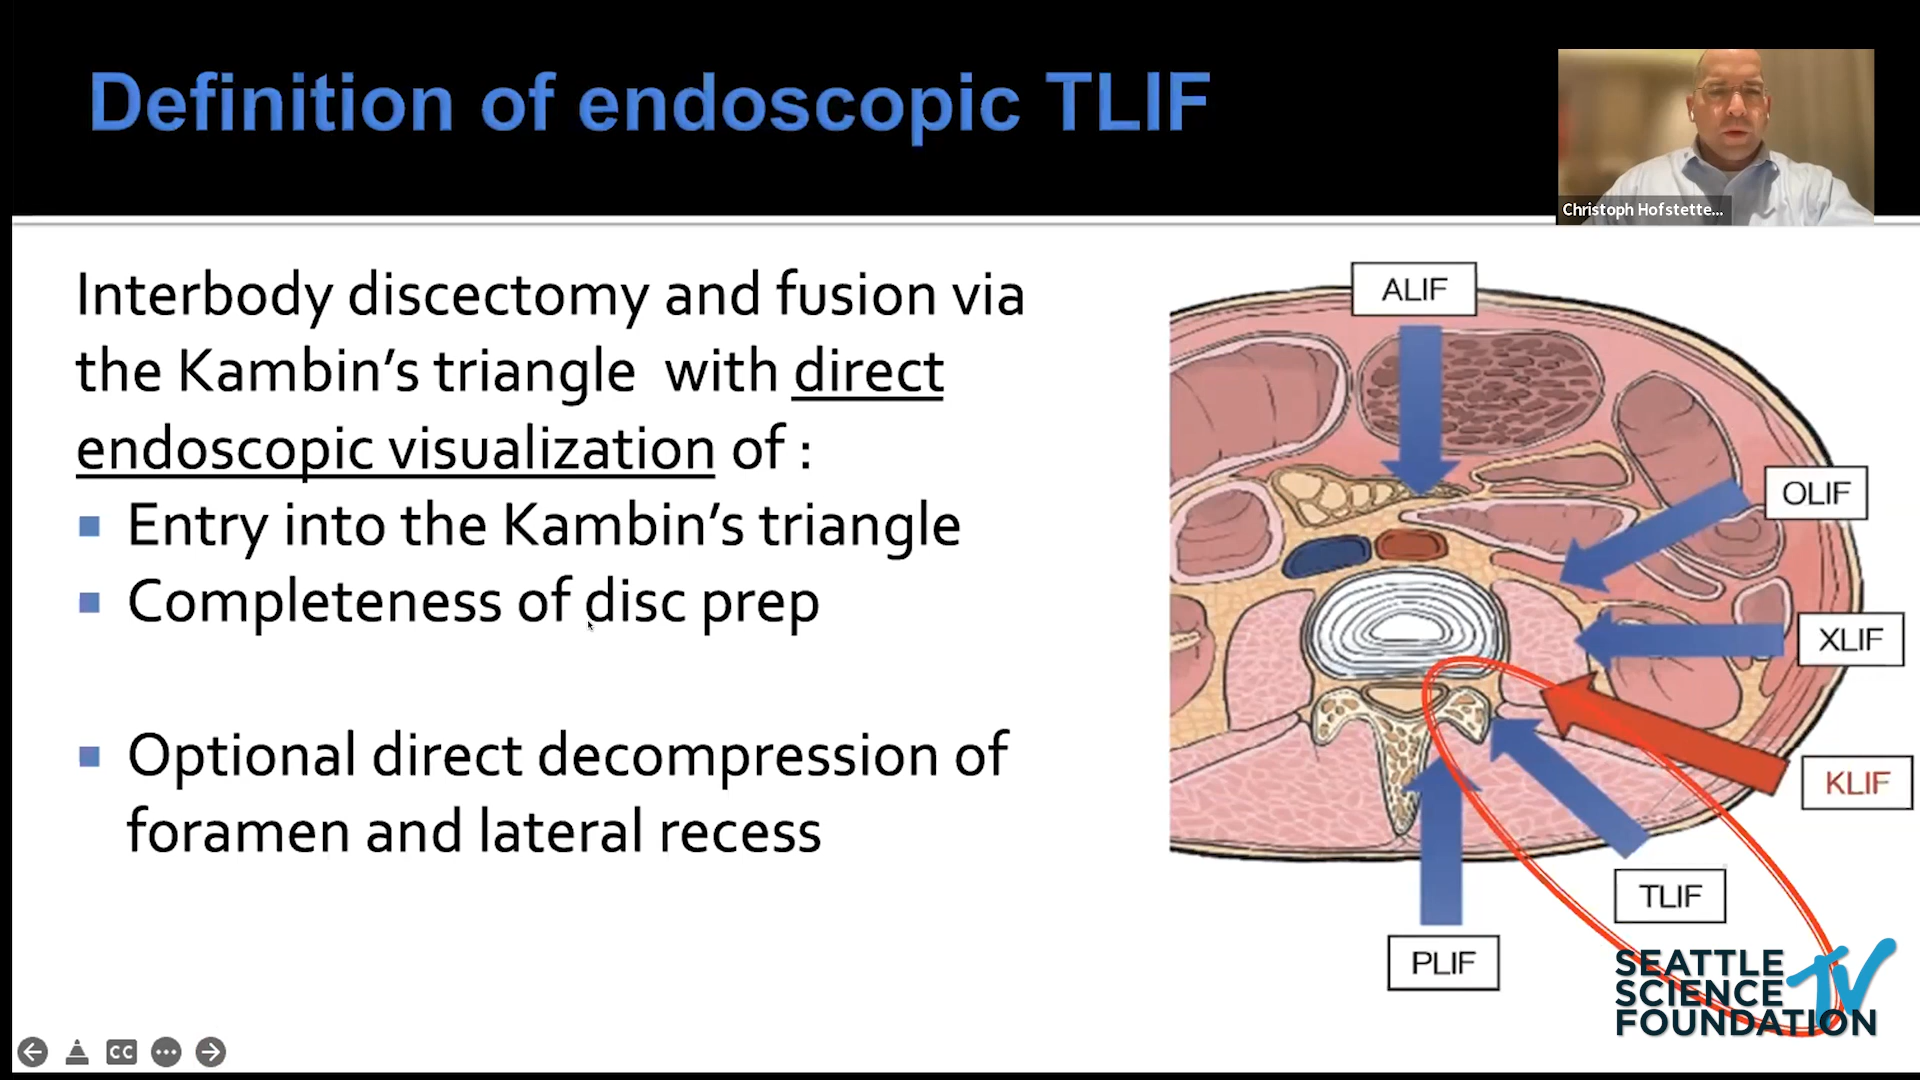 Definition of endoscopic TLIF
Christoph Hofstette...
Interbody discectomy and fusion via
the Kambin's triangle with direct
endoscopic visualization of :
Entry into the Kambin's triangle
Completeness of disc prep
Optional direct decompression of
foramen and lateral recess
ALIF
OLIF
XLIF
KLIF
TLIF
PLIF
SEATTLE
SCIENCE
FOUNDATION
TV
CC